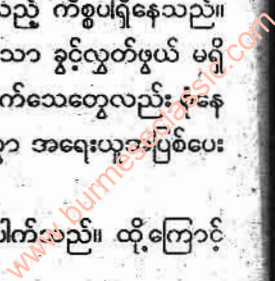 ည့် ကိစ္စပါရှိနေသည်။
သာ ခွင့်လွှတ်ဖွယ် မရှိ
က်သေတွေလည်း ရှိနေ
အရေးယူအပြစ်ပေး
ပါက်သည်။ ထို့ကြောင့်
www.burmeseclassic.com